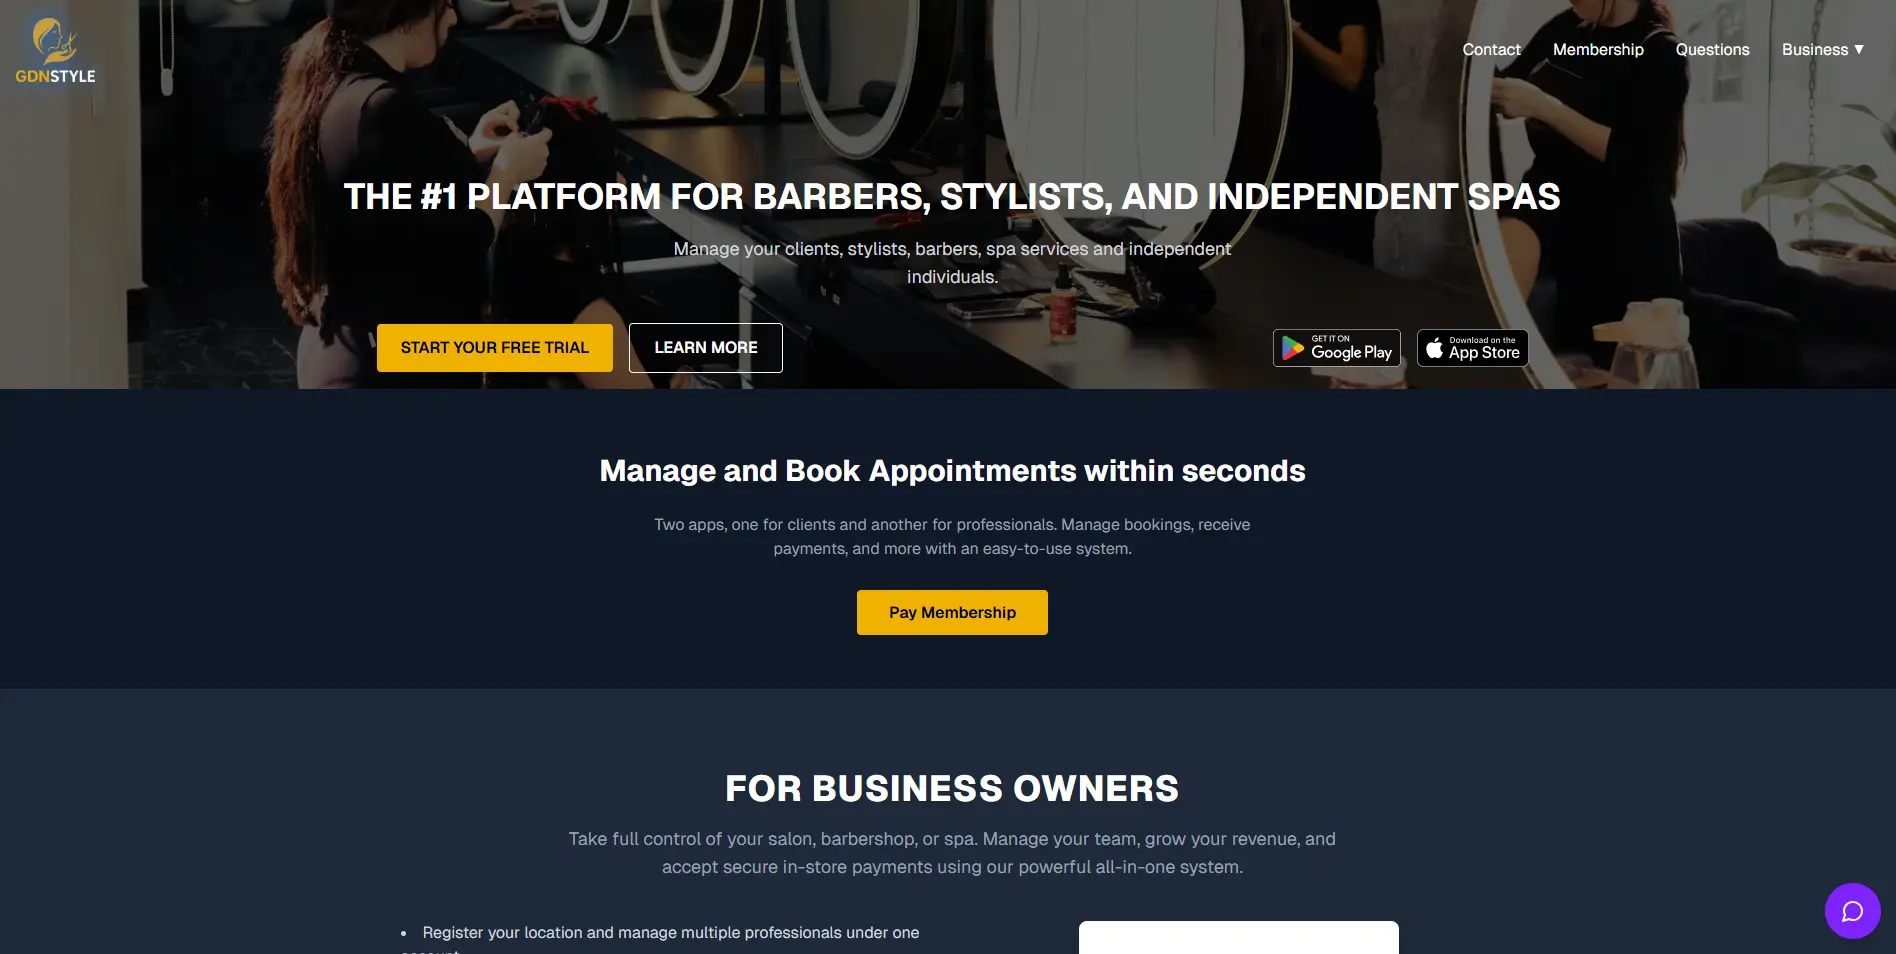 GDNSTYLE
Contact Membership Questions Business ▼
THE #1 PLATFORM FOR BARBERS, STYLISTS, AND INDEPENDENT SPAS
Manage your clients, stylists, barbers, spa services and independent
individuals.
START YOUR FREE TRIAL
LEARN MORE
GET IT ON
Google Play
Download on the
App Store
Manage and Book Appointments within seconds
Two apps, one for clients and another for professionals. Manage bookings, receive
payments, and more with an easy-to-use system.
Pay Membership
FOR BUSINESS OWNERS
Take full control of your salon, barbershop, or spa. Manage your team, grow your revenue, and
accept secure in-store payments using our powerful all-in-one system.
• Register your location and manage multiple professionals under one